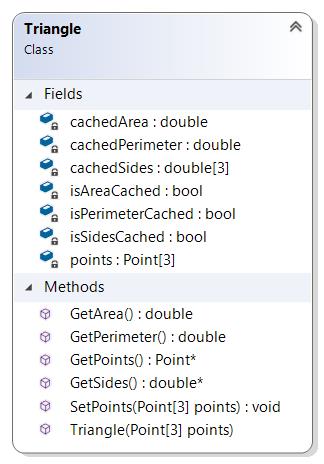 Triangle
Class
Fields
cachedArea : double
cachedPerimeter : double
cachedSides : double[3]
isAreaCached : bool
isPerimeterCached : bool
isSidesCached : bool
points : Point[3]
Methods
GetArea() : double
GetPerimeter() : double
GetPoints() : Point*
GetSides() : double*
SetPoints(Point[3] points) : void
Triangle(Point[3] points)